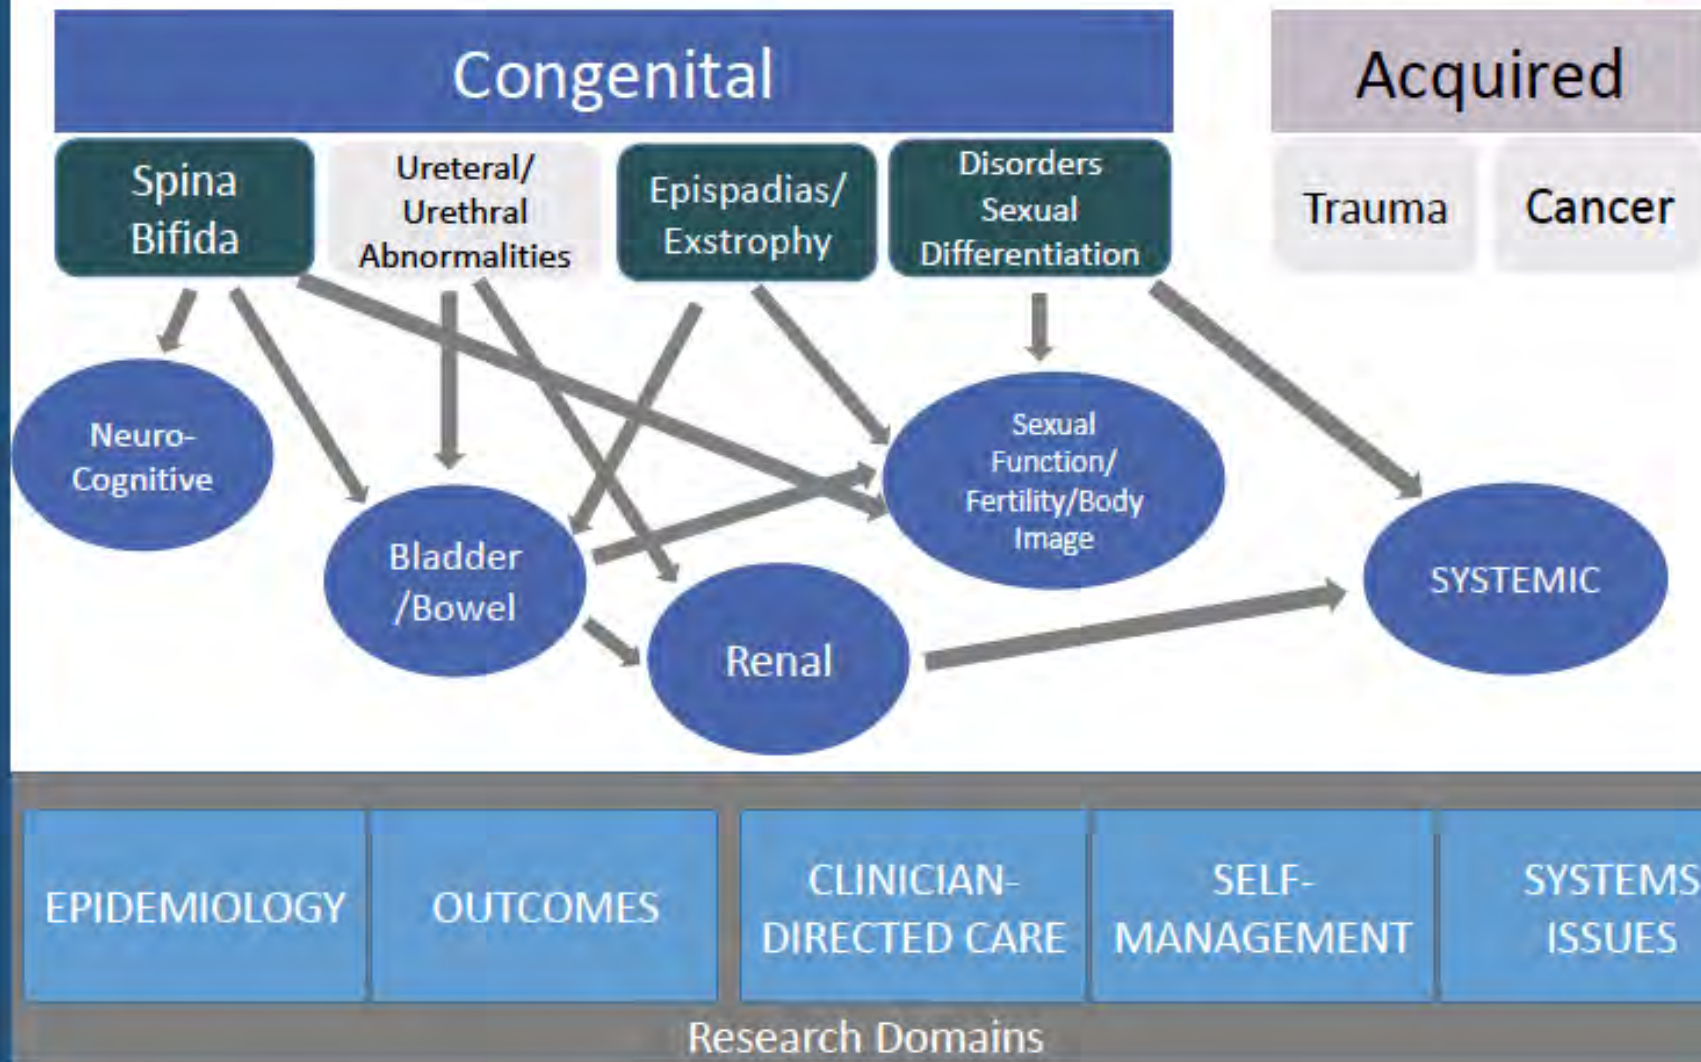 Congenital
Acquired
Spina
Bifida
Ureteral/
Urethral
Abnormalities
Epispadias/
Exstrophy
Disorders
Sexual
Differentiation
Trauma
Cancer
Neuro-
Cognitive
Bladder
/Bowel
Renal
Sexual
Function/
Fertility/Body
Image
SYSTEMIC
EPIDEMIOLOGY
OUTCOMES
CLINICIAN-
DIRECTED CARE
SELF-
MANAGEMENT
SYSTEMS
ISSUES
Research Domains